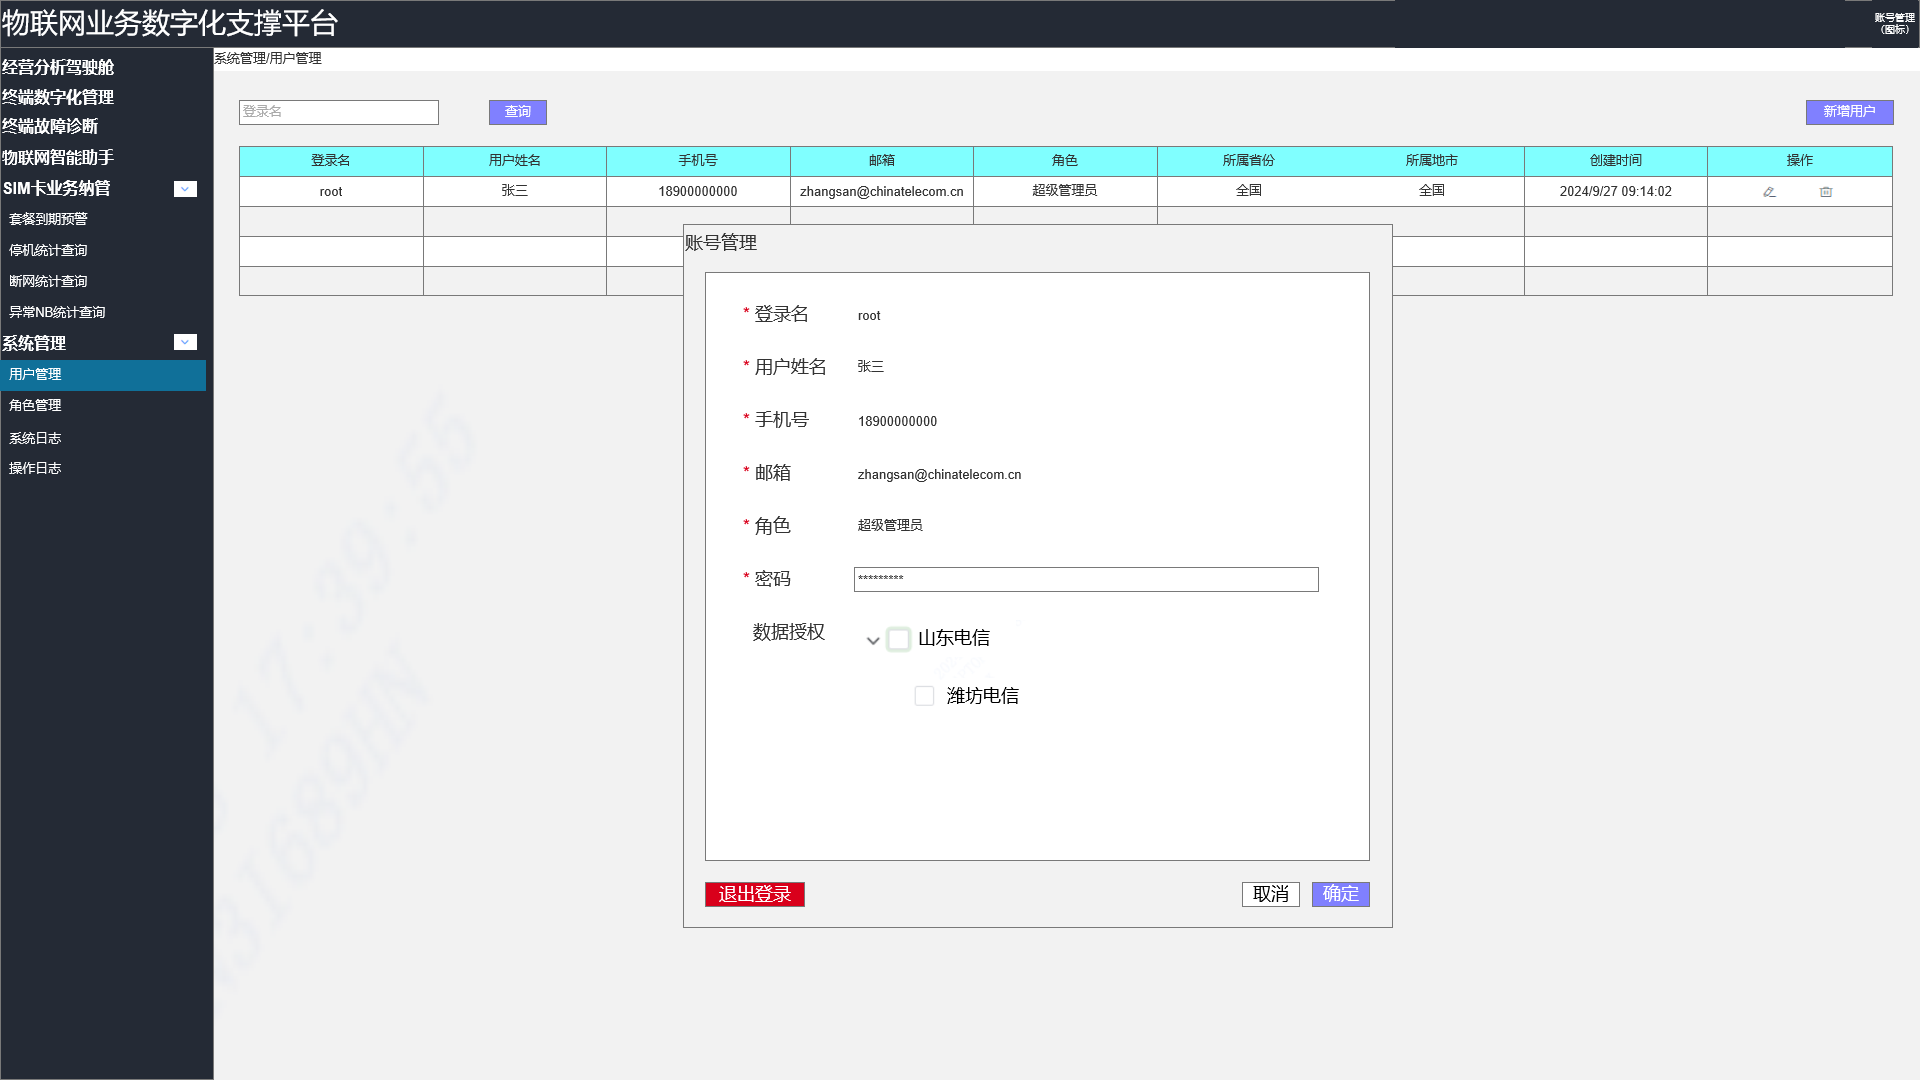 物联网业务数字化支撑平台
账号管理
（图标）
系统管理/用户管理
经营分析驾驶舱
终端数字化管理
终端故障诊断
物联网智能助手
SIM卡业务纳管
套餐到期预警
停机统计查询
断网统计查询
异常NB统计查询
系统管理
用户管理
角色管理
系统日志
操作日志
登录名 查询 新增用户
登录名 用户姓名 手机号 邮箱 角色 所属省份 所属地市 创建时间 操作
root 张三 18900000000 zhangsan@chinatelecom.cn 超级管理员 全国 全国 2024/9/27 09:14:02
账号管理
* 登录名 root
* 用户姓名 张三
* 手机号 18900000000
* 邮箱 zhangsan@chinatelecom.cn
* 角色 超级管理员
* 密码 *********
数据授权 山东电信
潍坊电信
退出登录 取消 确定
17:39:55
31689HN